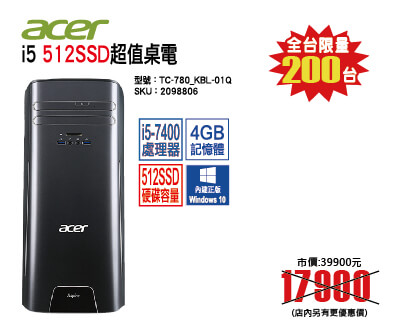 acer
i5 512SSD超值桌電
型號：TC-780_KBL-01Q
SKU：2098806
全台限量
200台
i5-7400
處理器
4GB
記憶體
512SSD
硬碟容量
內建正版
Windows 10
acer
Aspire
市價:39900元
17900
(店內另有更優惠價)